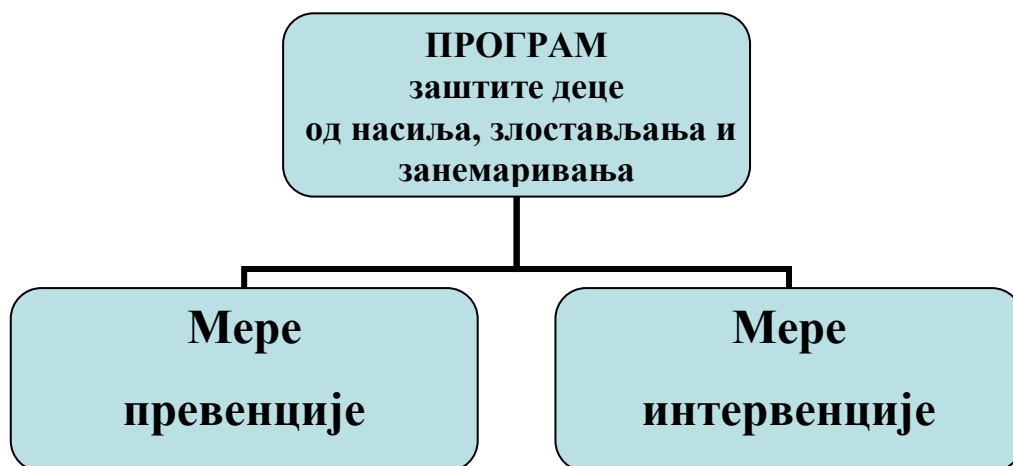 ПРОГРАМ
заштите деце
од насиља, злостављања и
занемаривања
Мере
превенције
Мере
интервенције